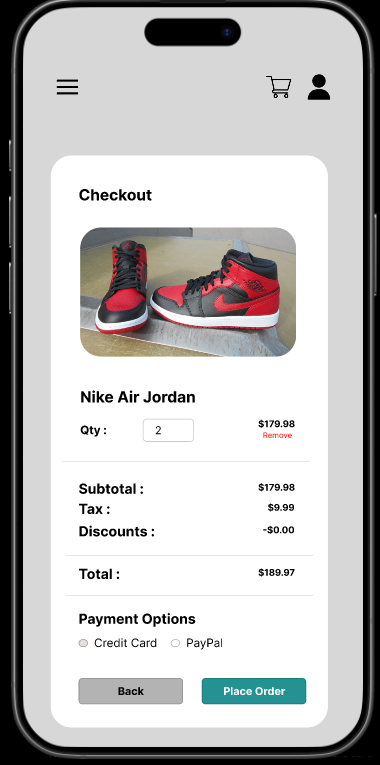 Checkout
Nike Air Jordan
Qty : 2 $179.98
Remove
Subtotal : $179.98
Tax : $9.99
Discounts : -$0.00
Total : $189.97
Payment Options
Credit Card PayPal
Back Place Order